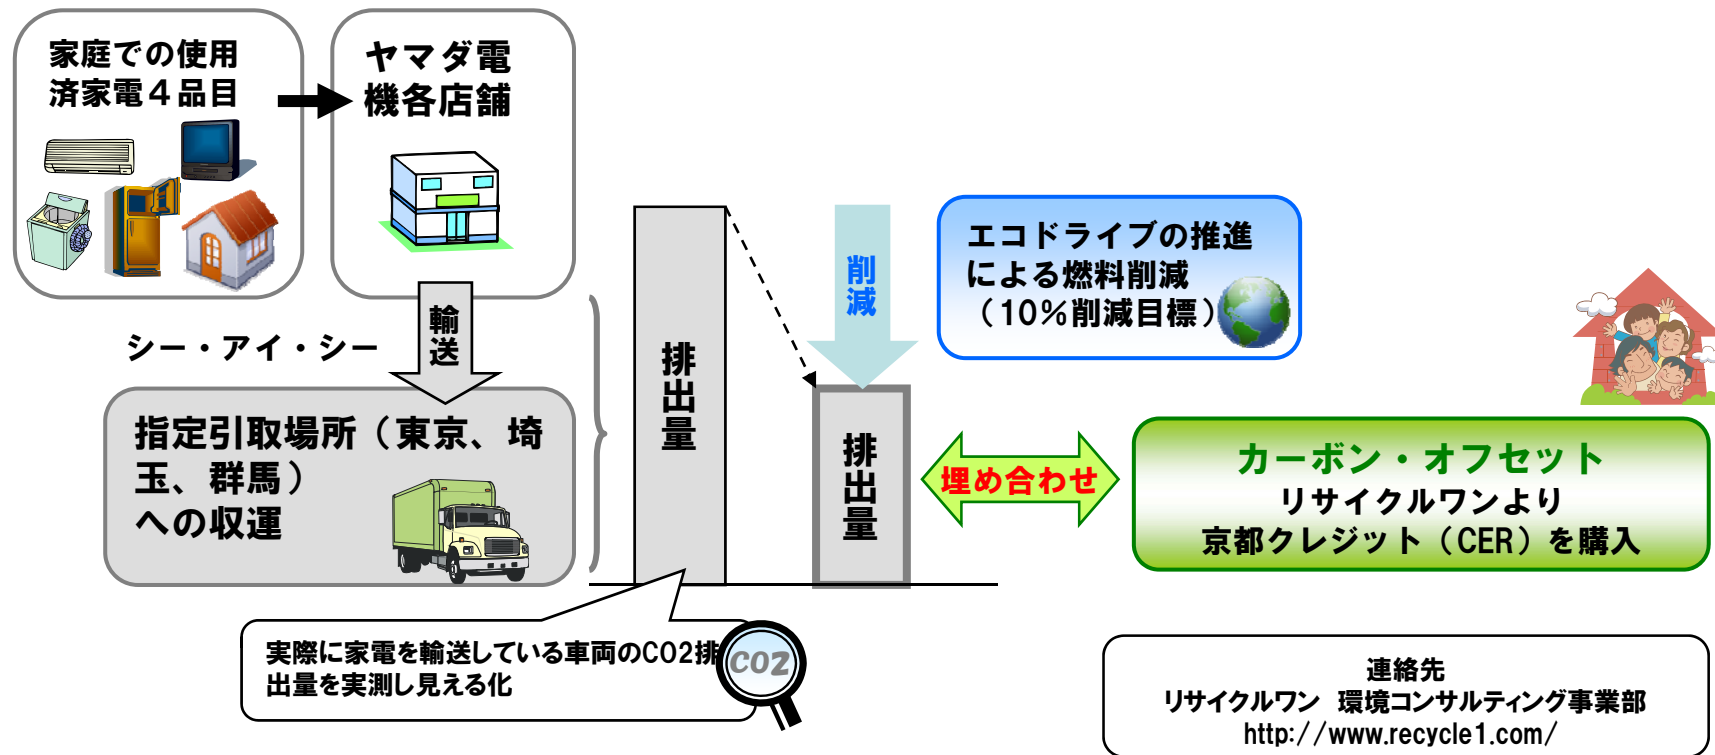 家庭での使用
済家電４品目
ヤマダ電
機各店舗
輸送
シー・アイ・シー
指定引取場所（東京、埼
玉、群馬）
への収運
排出量
削減
エコドライブの推進
による燃料削減
（10％削減目標）
排出量
埋め合わせ
カーボン・オフセット
リサイクルワンより
京都クレジット（CER）を購入
実際に家電を輸送している車両のCO2排
出量を実測し見える化
CO2
連絡先
リサイクルワン　環境コンサルティング事業部
http://www.recycle1.com/